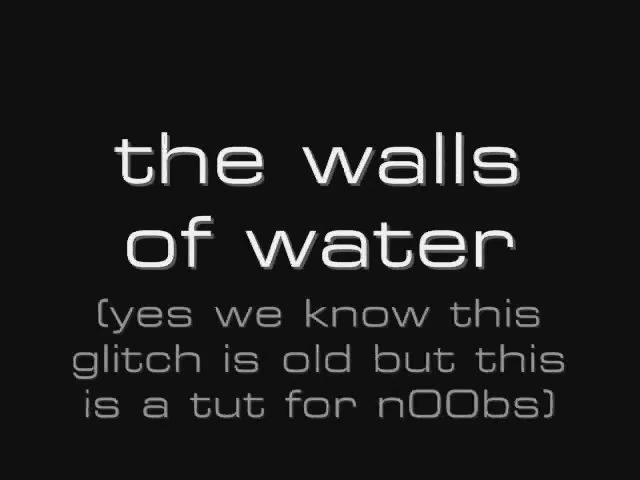 the walls
of water
(yes we know this
glitch is old but this
is a tut for n00bs)